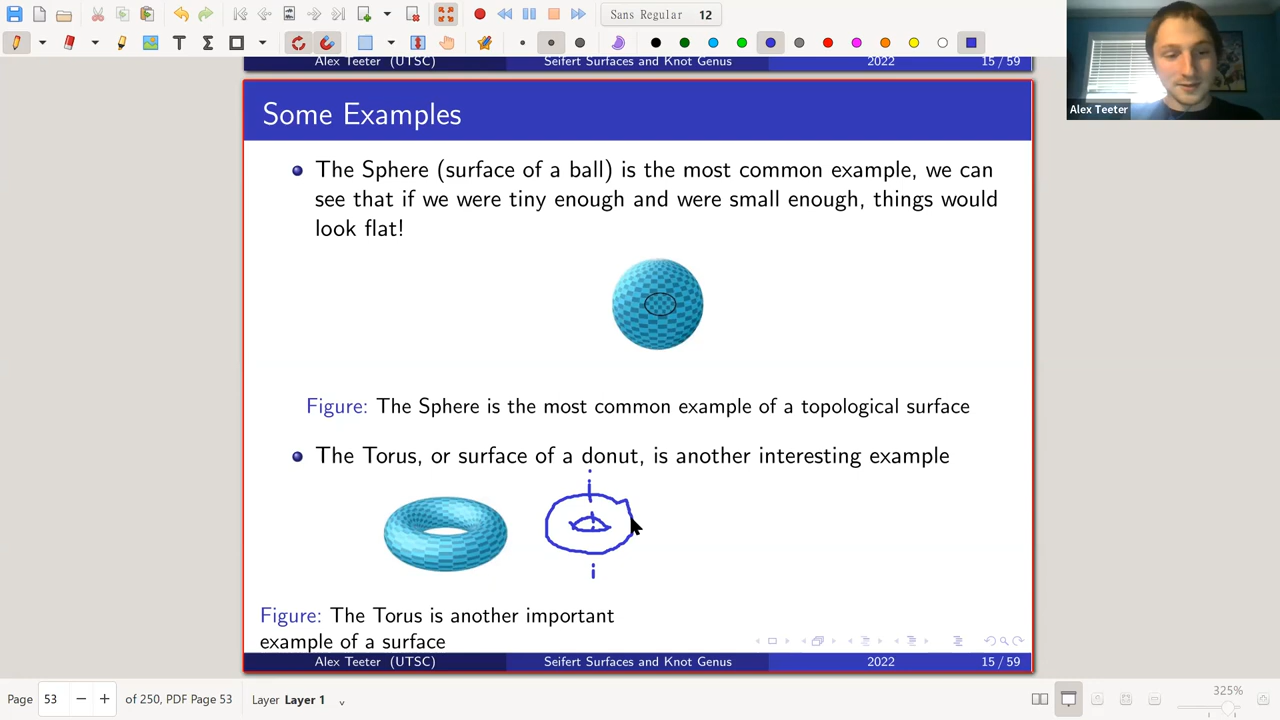 Sans Regular 12
Alex Teeter (UTSC) Seifert Surfaces and Knot Genus 2022 15 / 59
Alex Teeter
Some Examples
The Sphere (surface of a ball) is the most common example, we can
see that if we were tiny enough and were small enough, things would
look flat!
Figure: The Sphere is the most common example of a topological surface
The Torus, or surface of a donut, is another interesting example
Figure: The Torus is another important
example of a surface
Alex Teeter (UTSC) Seifert Surfaces and Knot Genus 2022 15 / 59
Page 53 of 250, PDF Page 53 Layer Layer 1 325%